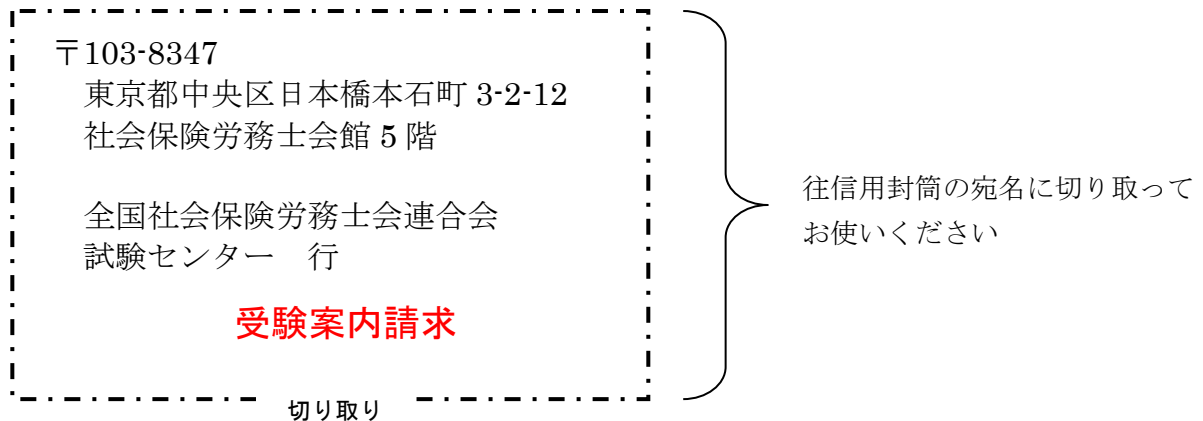 〒103-8347
東京都中央区日本橋本石町 3-2-12
社会保険労務士会館 5 階
全国社会保険労務士会連合会
試験センター　行
受験案内請求
切り取り
往信用封筒の宛名に切り取って
お使いください